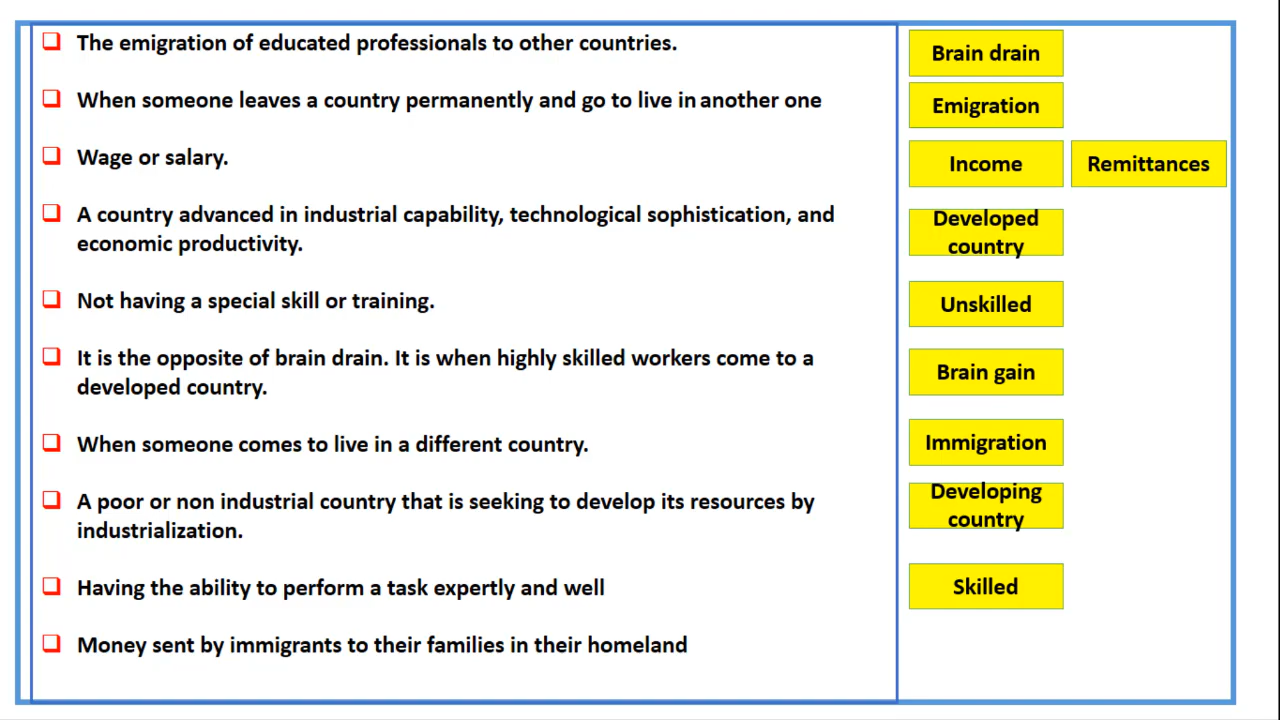 The emigration of educated professionals to other countries.
Brain drain
When someone leaves a country permanently and go to live in another one
Emigration
Wage or salary.
Income
Remittances
A country advanced in industrial capability, technological sophistication, and
economic productivity.
Developed
country
Not having a special skill or training.
Unskilled
It is the opposite of brain drain. It is when highly skilled workers come to a
developed country.
Brain gain
When someone comes to live in a different country.
Immigration
A poor or non industrial country that is seeking to develop its resources by
industrialization.
Developing
country
Having the ability to perform a task expertly and well
Skilled
Money sent by immigrants to their families in their homeland